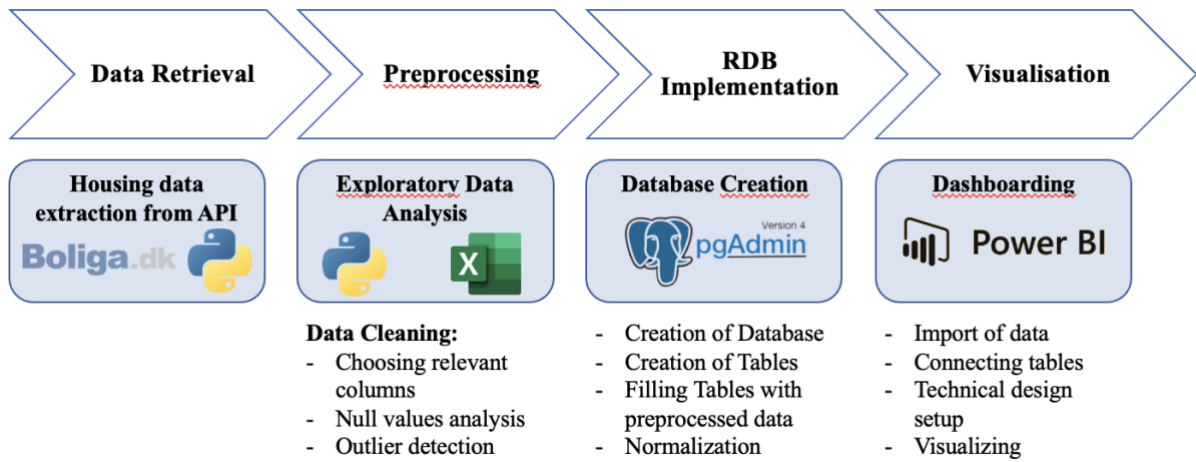 Data Retrieval
Preprocessing
RDB
Implementation
Visualisation
Housing data
extraction from API
Boliga.dk
Exploratory Data
Analysis
X
Database Creation
Version 4
pgAdmin
Dashboarding
Power BI
Data Cleaning:
- Choosing relevant
columns
- Null values analysis
- Outlier detection
- Creation of Database
- Creation of Tables
- Filling Tables with
preprocessed data
- Normalization
- Import of data
- Connecting tables
- Technical design
setup
- Visualizing